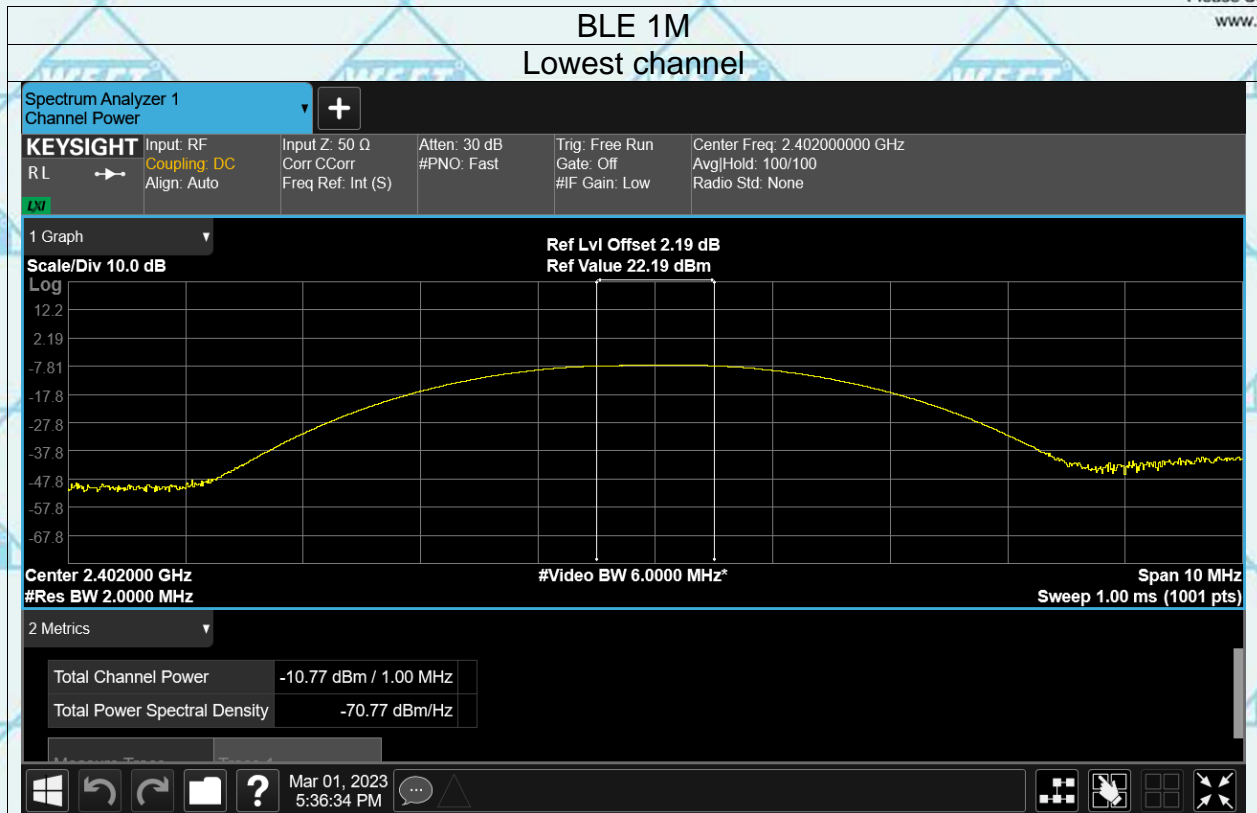 www.
BLE 1M
Lowest channel
Spectrum Analyzer 1
Channel Power
KEYSIGHT
RL
LXI
Input: RF
Coupling: DC
Align: Auto
Input Z: 50 Ω
Corr CCorr
Freq Ref: Int (S)
Atten: 30 dB
#PNO: Fast
Trig: Free Run
Gate: Off
#IF Gain: Low
Center Freq: 2.402000000 GHz
Avg|Hold: 100/100
Radio Std: None
1 Graph
Scale/Div 10.0 dB
Ref Lvl Offset 2.19 dB
Ref Value 22.19 dBm
Log
12.2
2.19
-7.81
-17.8
-27.8
-37.8
-47.8
-57.8
-67.8
Center 2.402000 GHz
#Video BW 6.0000 MHz*
Span 10 MHz
#Res BW 2.0000 MHz
Sweep 1.00 ms (1001 pts)
2 Metrics
Total Channel Power -10.77 dBm / 1.00 MHz
Total Power Spectral Density -70.77 dBm/Hz
Mar 01, 2023
5:36:34 PM